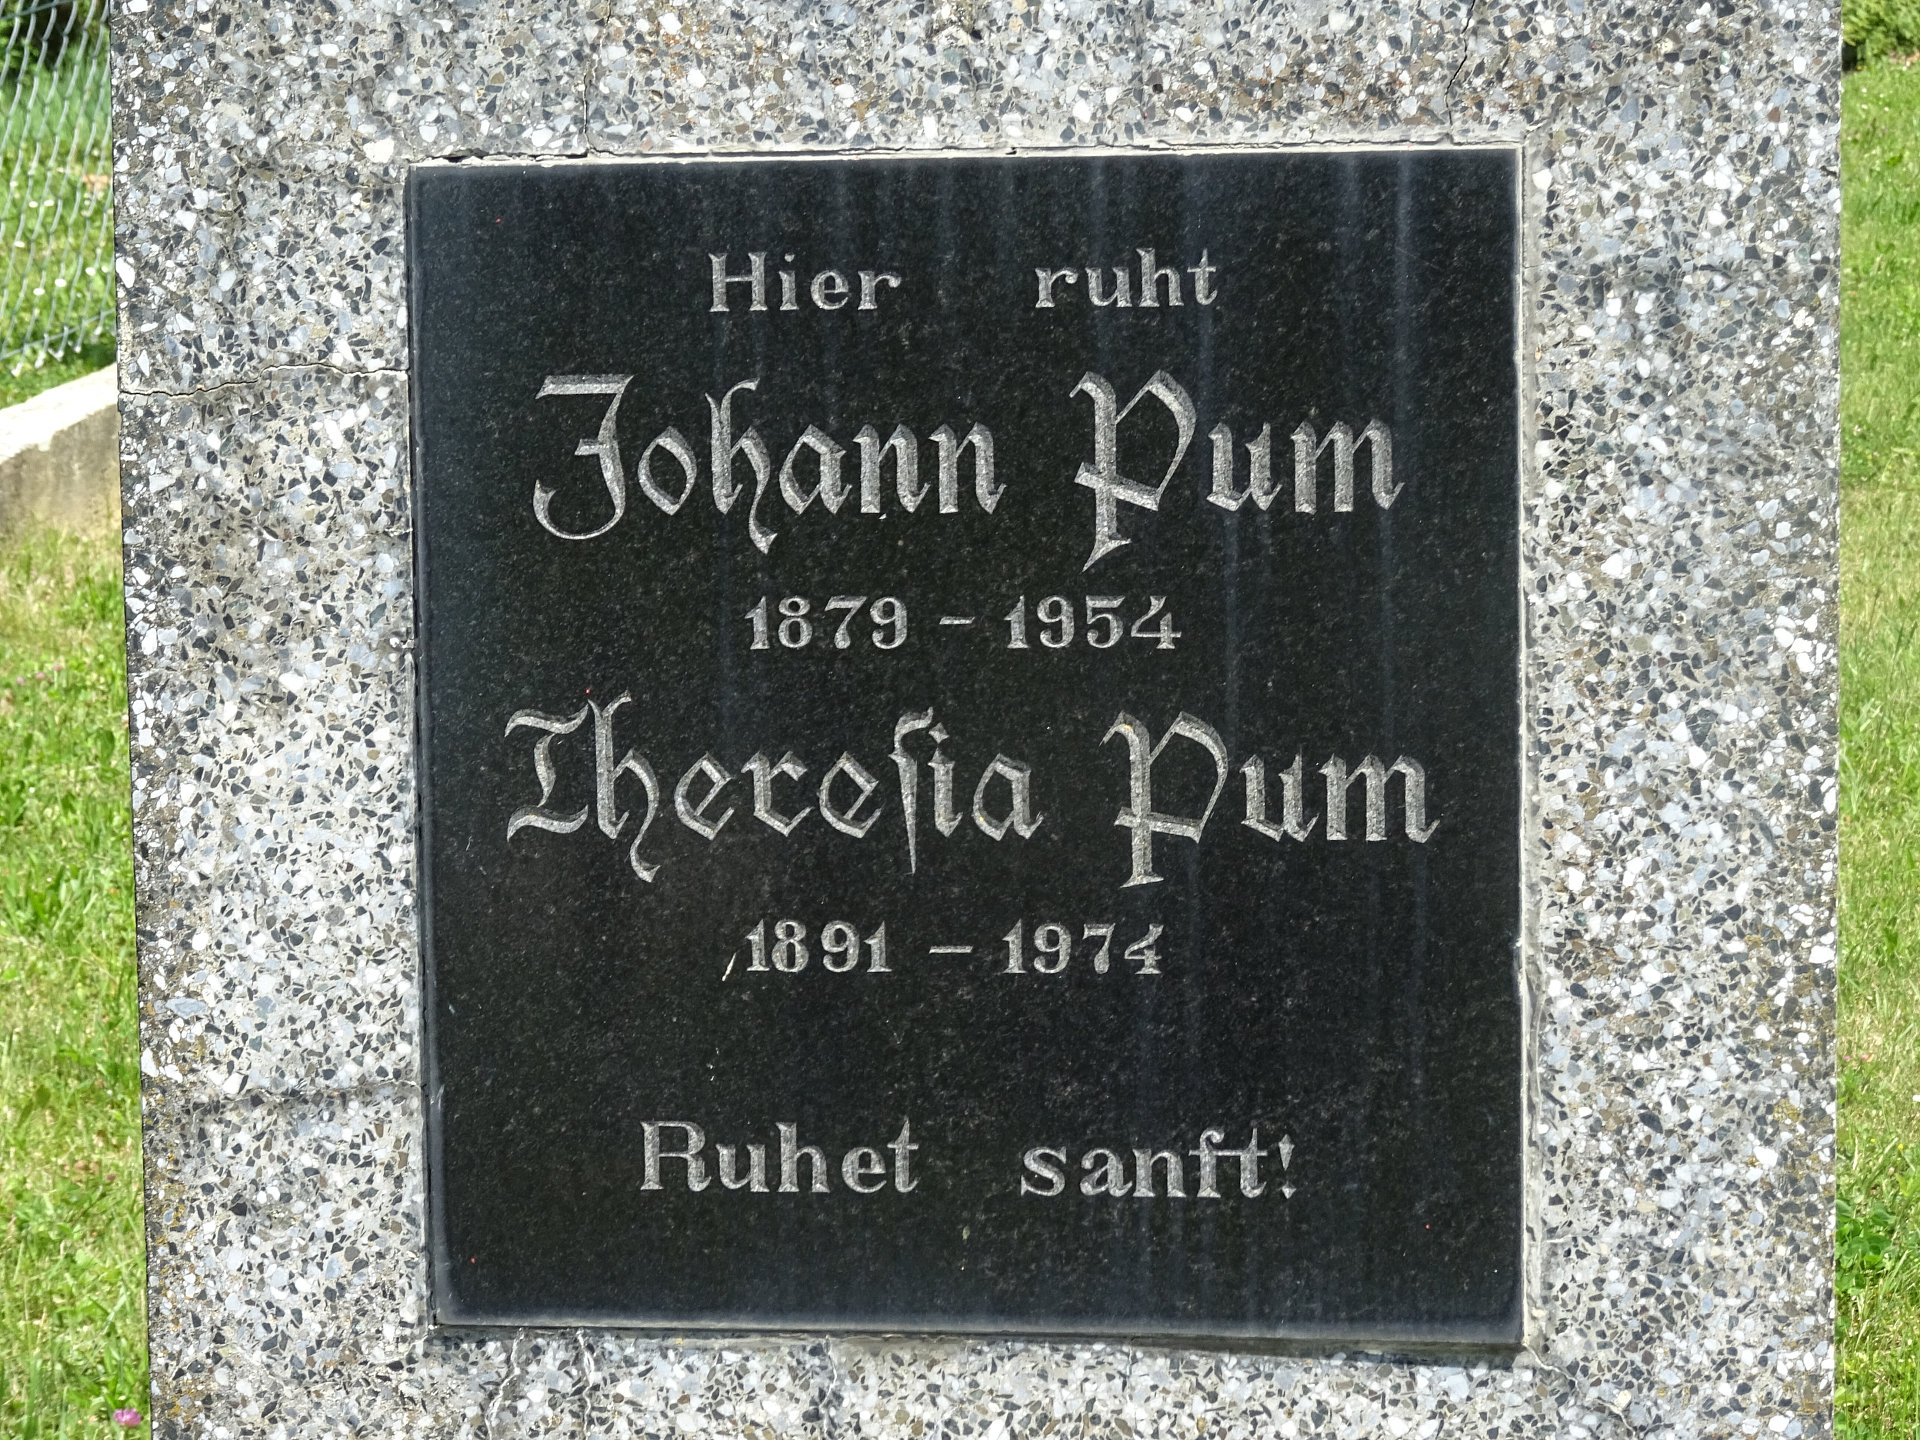 Hier ruht
Johann Pum
1879 - 1954
Thereſia Pum
1891 - 1974
Ruhet sanft!